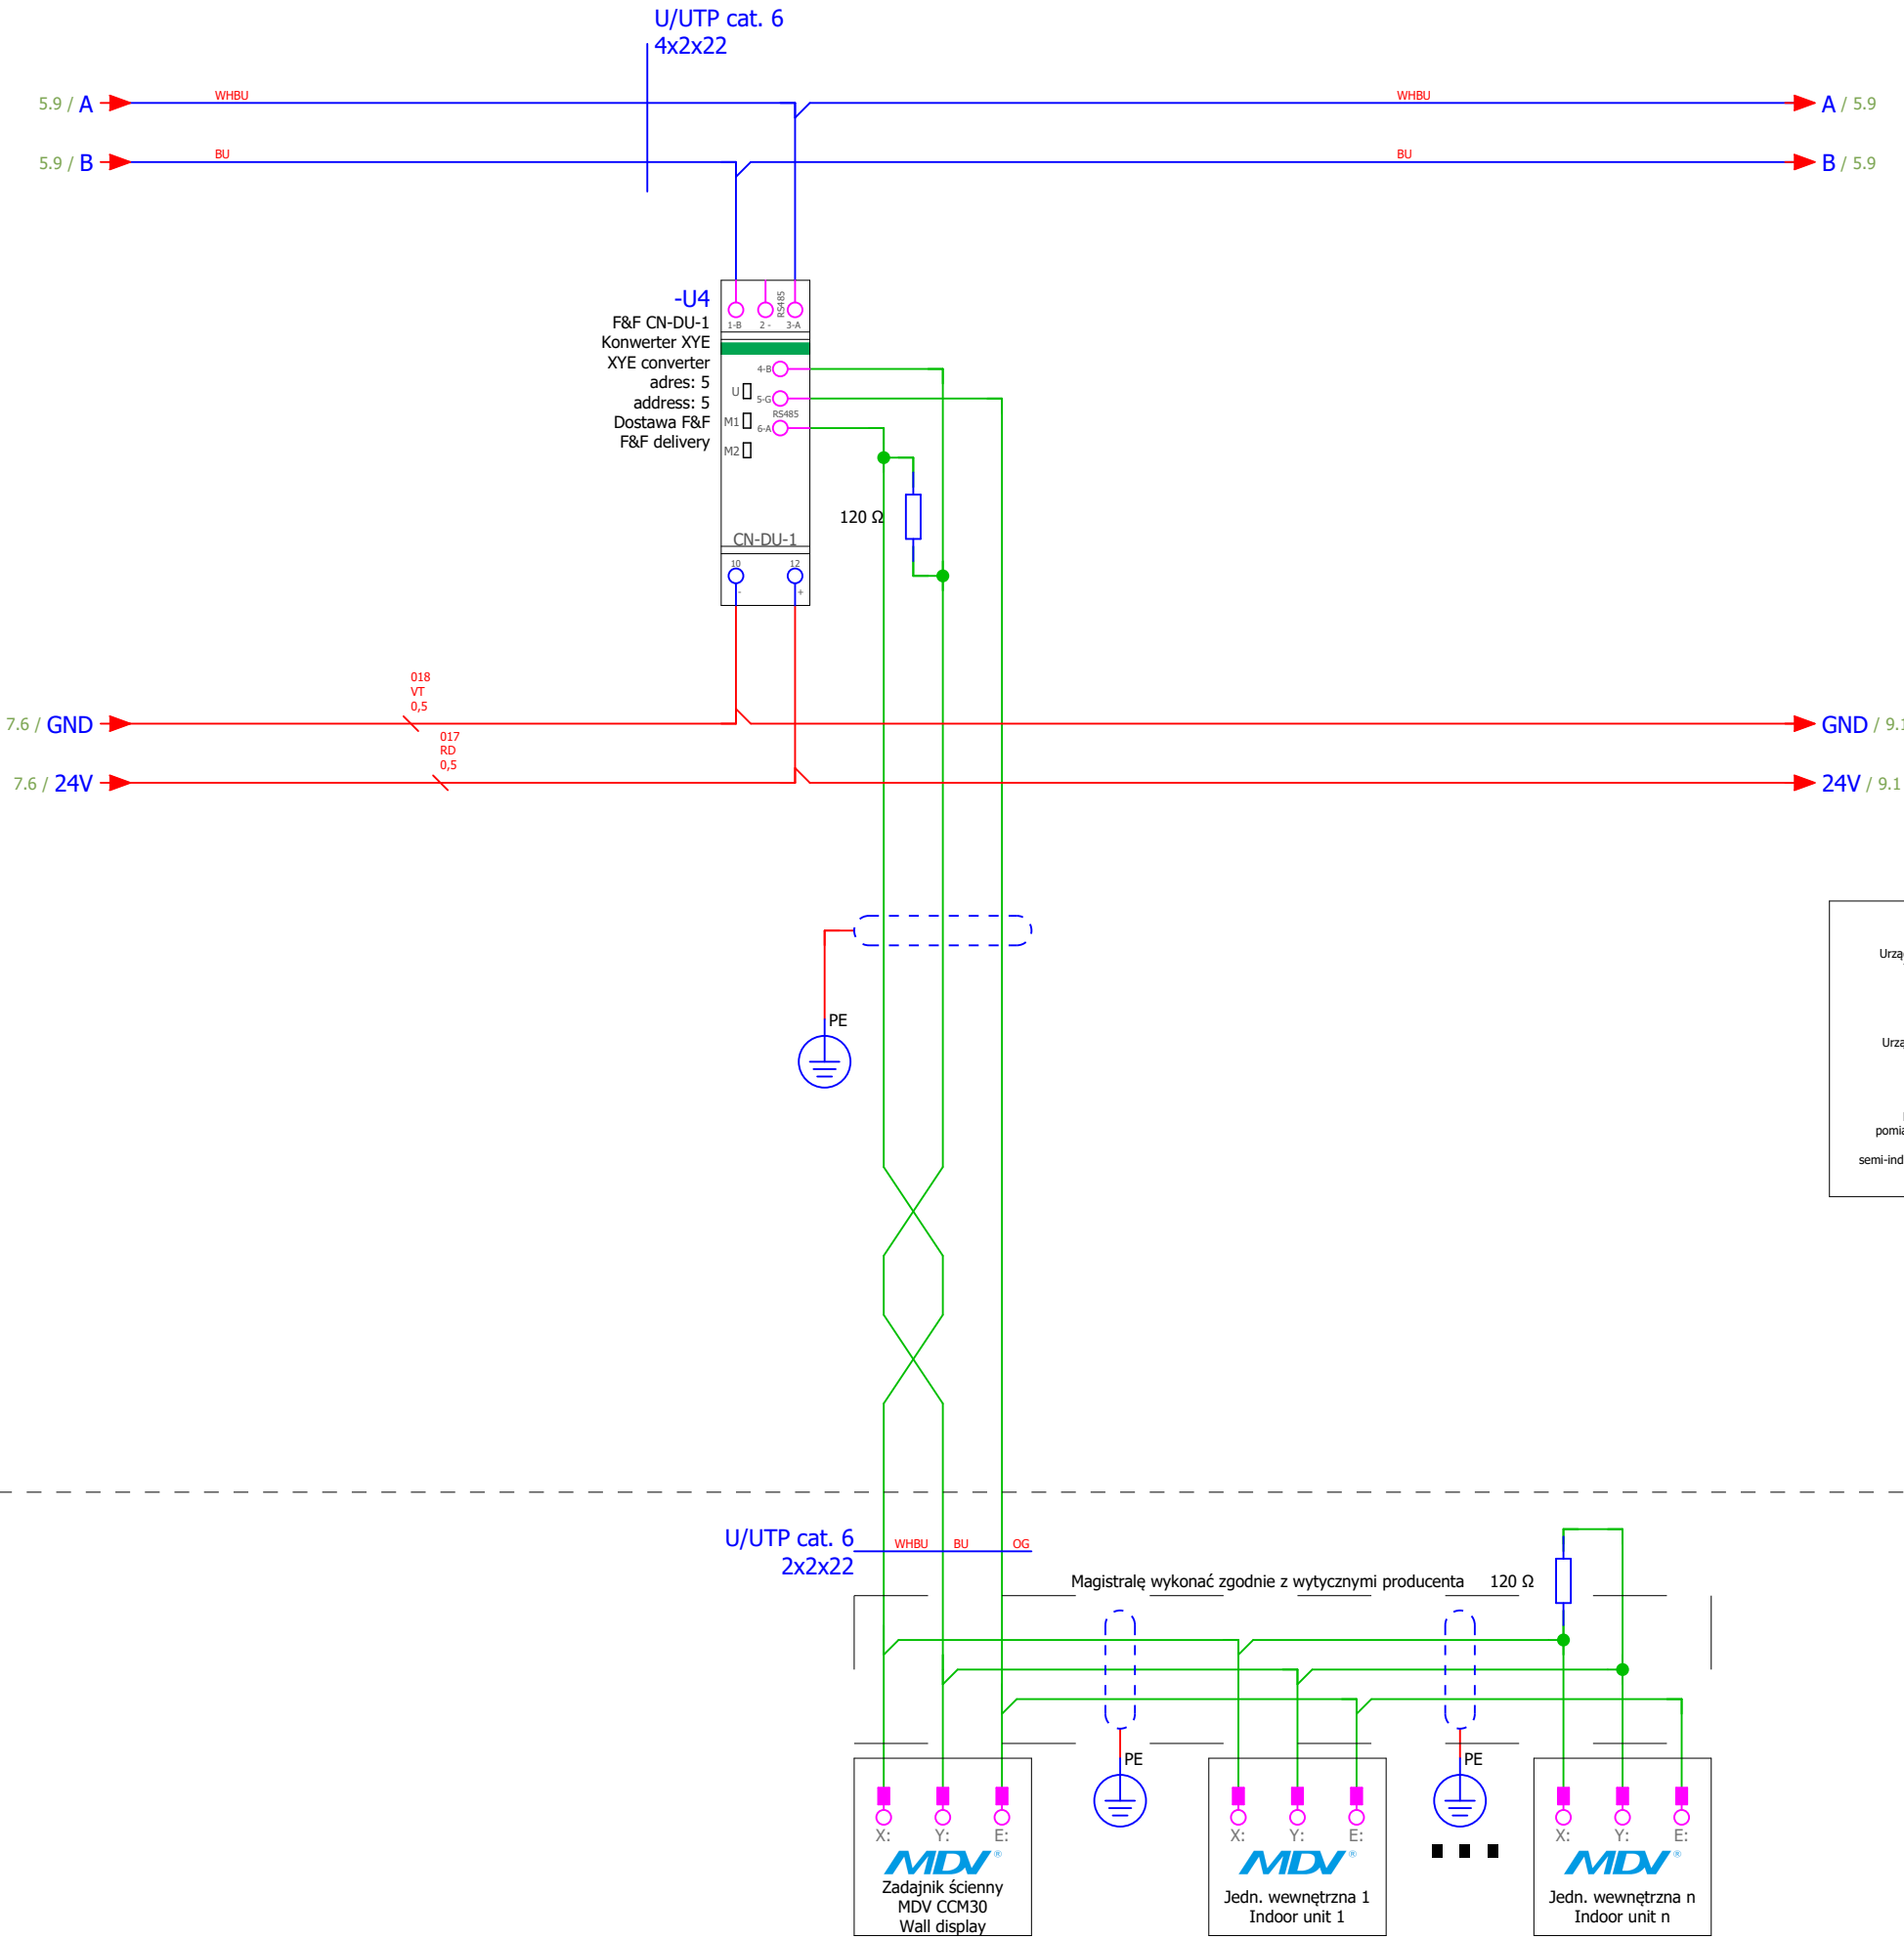 U/UTP cat. 6
4x2x22
5.9 / A
WHBU
WHBU
A / 5.9
5.9 / B
BU
BU
B / 5.9
-U4
F&F CN-DU-1
Konwerter XYE
XYE converter
adres: 5
address: 5
Dostawa F&F
F&F delivery
RS485
1-B
2 -
3-A
4-B
U
5-G
RS485
M1
6-A
M2
120 Ω
CN-DU-1
10
12
-
+
018
VT
0,5
7.6 / GND
GND / 9.1
017
RD
0,5
7.6 / 24V
24V / 9.1
PE
semi-ind
U/UTP cat. 6
2x2x22
WHBU
BU
OG
Magistralę wykonać zgodnie z wytycznymi producenta
120 Ω
PE
PE
X:
Y:
E:
X:
Y:
E:
X:
Y:
E:
MDV®
MDV®
MDV®
Zadajnik ścienny
MDV CCM30
Wall display
Jedn. wewnętrzna 1
Indoor unit 1
Jedn. wewnętrzna n
Indoor unit n